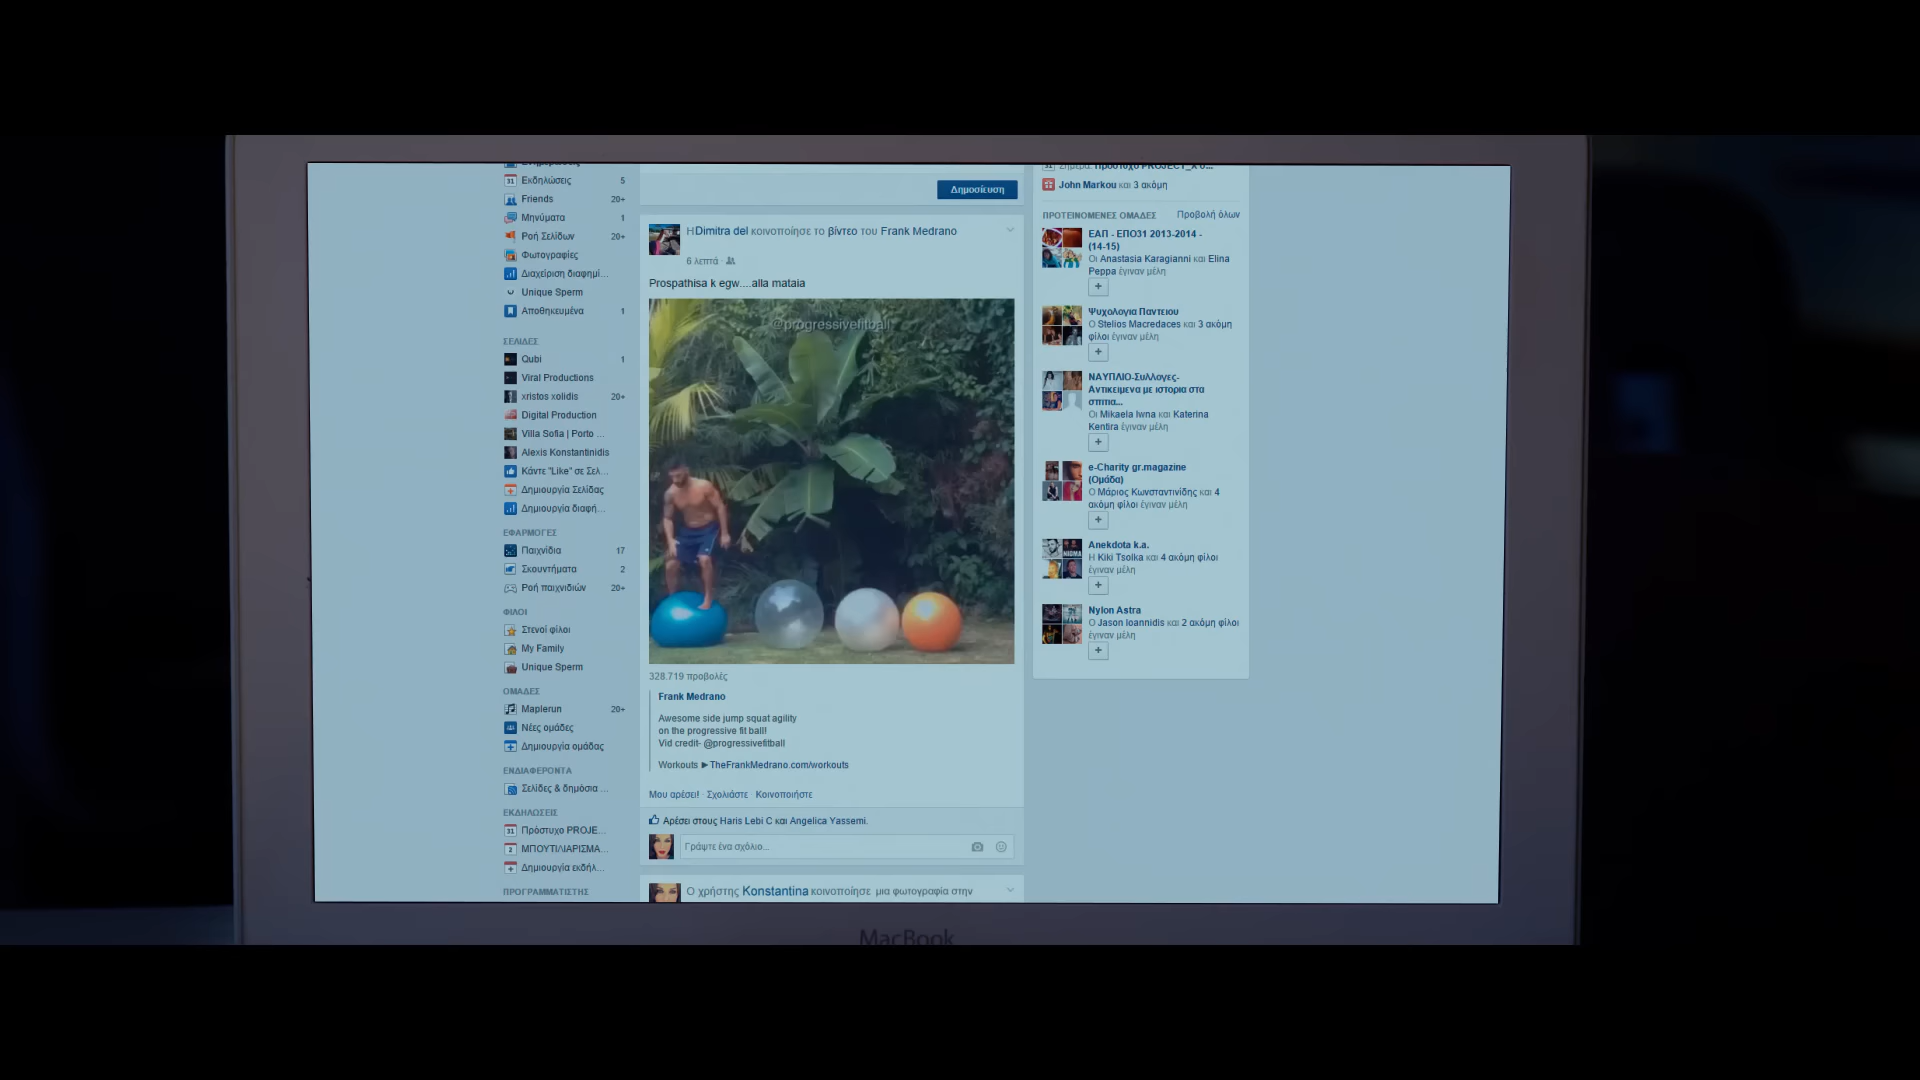 Εκδηλώσεις 5
Friends 20+
Μηνύματα 1
Ροή Σελίδων 20+
Φωτογραφίες
Διαχείριση διαφημί...
Unique Sperm
Αποθηκευμένα 1
ΣΕΛΙΔΕΣ
Qubi 1
Viral Productions
xristos xolidis 20+
Digital Production
Villa Sofia | Porto ...
Alexis Konstantinidis
Κάντε "Like" σε Σελ...
Δημιουργία Σελίδας
Δημιουργία διαφή...
ΕΦΑΡΜΟΓΕΣ
Παιχνίδια 17
Σκουντήματα 2
Ροή παιχνιδιών 20+
ΦΙΛΟΙ
Στενοί φίλοι
My Family
Unique Sperm
ΟΜΑΔΕΣ
Maplerun 20+
Νέες ομάδες
Δημιουργία ομάδας
ΕΝΔΙΑΦΕΡΟΝΤΑ
Σελίδες & δημόσια ...
ΕΚΔΗΛΩΣΕΙΣ
Πρόστυχο PROJE...
ΜΠΟΥΤΙΛΙΑΡΙΣΜΑ...
Δημιουργία εκδήλ...
ΠΡΟΓΡΑΜΜΑΤΙΣΤΗΣ
Δημοσίευση
Η Dimitra del κοινοποίησε το βίντεο του Frank Medrano
6 λεπτά ·
Prospathisa k egw....alla mataia
@progressivefitball
328.719 προβολές
Frank Medrano
Awesome side jump squat agility
on the progressive fit ball!
Vid credit- @progressivefitball
Workouts ►TheFrankMedrano.com/workouts
Μου αρέσει! · Σχολιάστε · Κοινοποιήστε
Αρέσει στους Haris Lebi C και Angelica Yassemi.
Γράψτε ένα σχόλιο...
Ο χρήστης Konstantina κοινοποίησε μια φωτογραφία στην
Σήμερα: Πρόστυχο PROJECT_X σ...
John Markou και 3 ακόμη
ΠΡΟΤΕΙΝΟΜΕΝΕΣ ΟΜΑΔΕΣ Προβολή όλων
ΕΑΠ - ΕΠΟ31 2013-2014 -
(14-15)
Οι Anastasia Karagianni και Elina
Peppa έγιναν μέλη
Ψυχολογια Παντειου
Ο Stelios Macredaces και 3 ακόμη
φίλοι έγιναν μέλη
ΝΑΥΠΛΙΟ-Συλλογες-
Αντικειμενα με ιστορια στα
σπιτια...
Οι Mikaela Iwna και Katerina
Kentira έγιναν μέλη
e-Charity gr.magazine
(Ομάδα)
Ο Μάριος Κωνσταντινίδης και 4
ακόμη φίλοι έγιναν μέλη
Anekdota k.a.
Η Kiki Tsolka και 4 ακόμη φίλοι
έγιναν μέλη
Nylon Astra
Ο Jason Ioannidis και 2 ακόμη φίλοι
έγιναν μέλη
MacBook